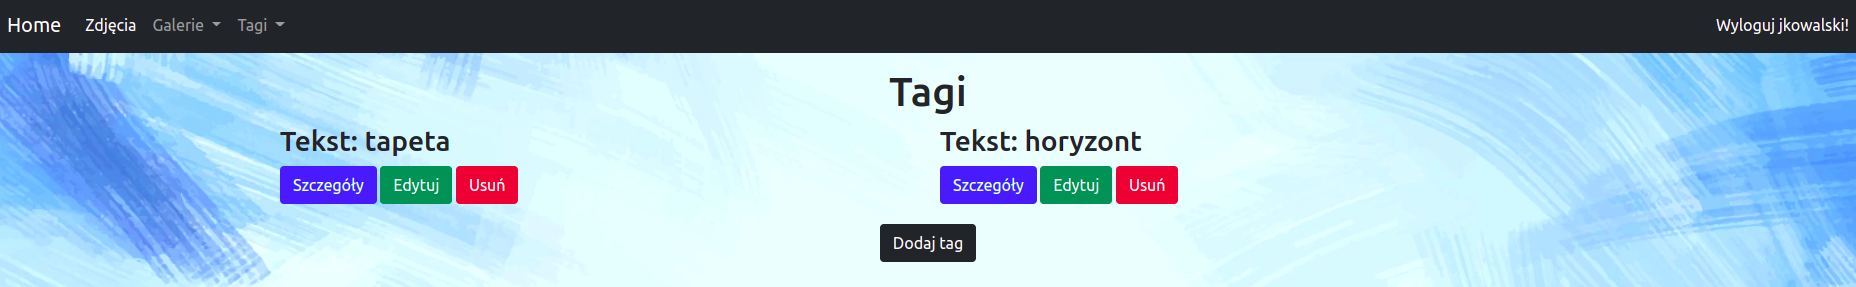 Home Zdjęcia Galerie Tagi Wyloguj jkowalski!
Tagi
Tekst: tapeta Tekst: horyzont
Szczegóły Edytuj Usuń Szczegóły Edytuj Usuń
Dodaj tag